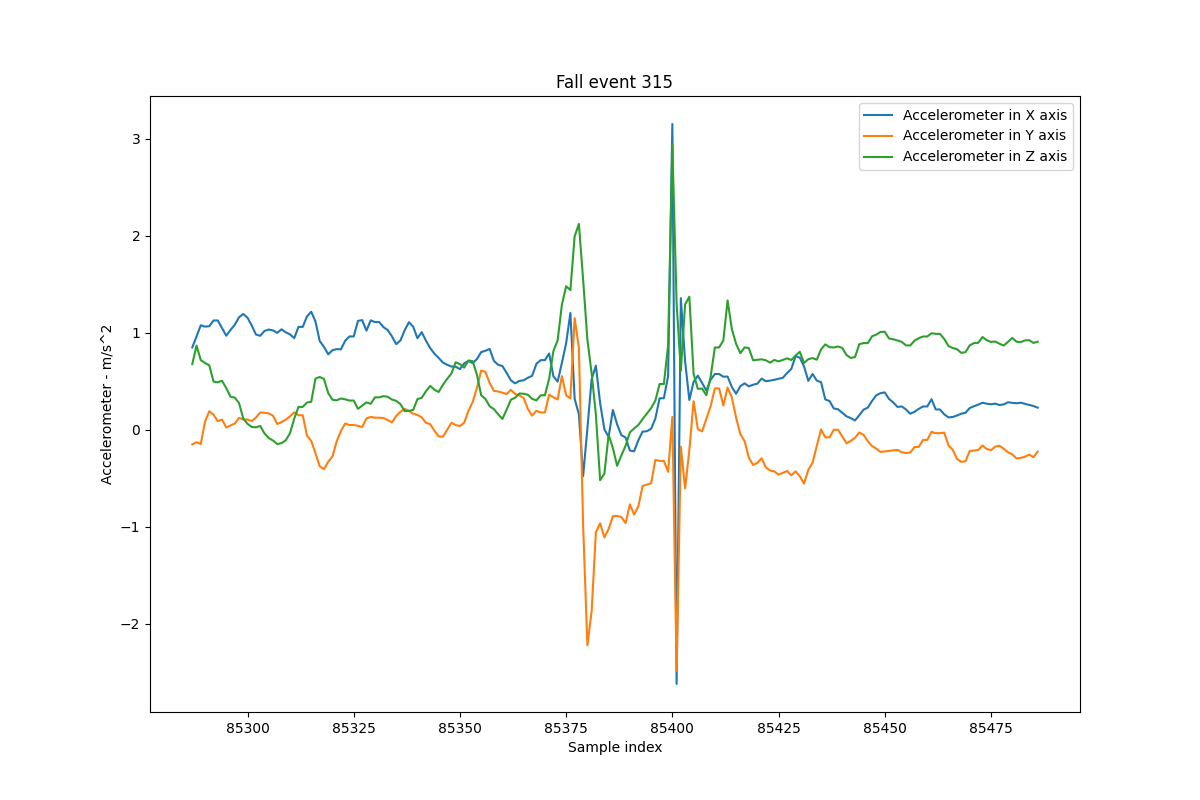 Fall event 315
Accelerometer in X axis
Accelerometer in Y axis
Accelerometer in Z axis
3
2
1
0
−1
−2
Accelerometer - m/s^2
85300 85325 85350 85375 85400 85425 85450 85475
Sample index